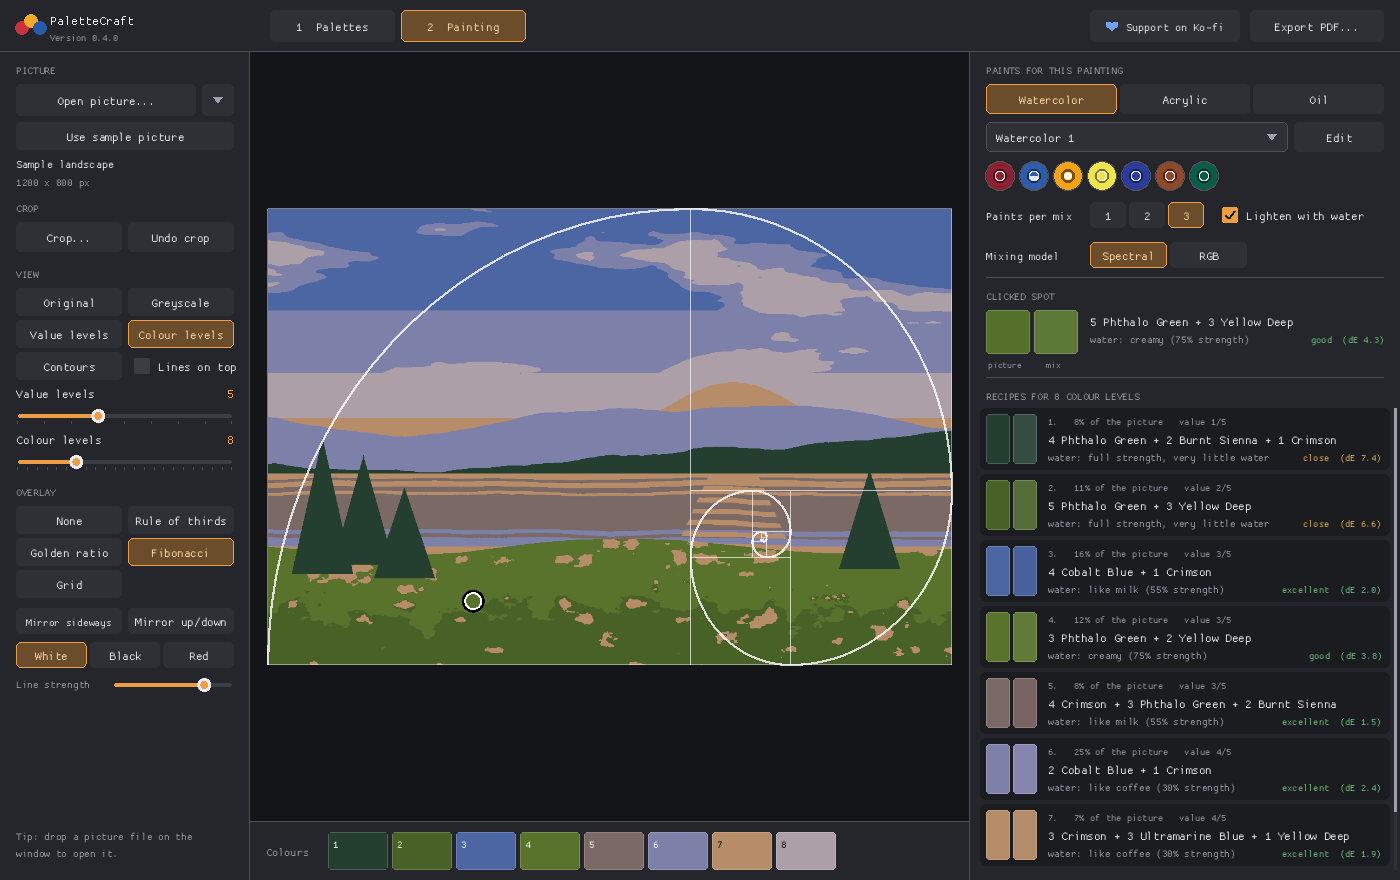 PaletteCraft
Version 0.4.0
1 Palettes
2 Painting
Support on Ko-fi
Export PDF...
PICTURE
Open picture...
Use sample picture
Sample landscape
1200 x 800 px
CROP
Crop...
Undo crop
VIEW
Original
Greyscale
Value levels
Colour levels
Contours
Lines on top
Value levels 5
Colour levels 8
OVERLAY
None
Rule of thirds
Golden ratio
Fibonacci
Grid
Mirror sideways
Mirror up/down
White
Black
Red
Line strength
Tip: drop a picture file on the
window to open it.
Colours
1
2
3
4
5
6
7
8
PAINTS FOR THIS PAINTING
Watercolor
Acrylic
Oil
Watercolor 1
Edit
Paints per mix
1
2
3
Lighten with water
Mixing model
Spectral
RGB
CLICKED SPOT
5 Phthalo Green + 3 Yellow Deep
water: creamy (75% strength) good (dE 4.3)
picture
mix
RECIPES FOR 8 COLOUR LEVELS
1. 8% of the picture value 1/5
4 Phthalo Green + 2 Burnt Sienna + 1 Crimson
water: full strength, very little water close (dE 7.4)
2. 11% of the picture value 2/5
5 Phthalo Green + 3 Yellow Deep
water: full strength, very little water close (dE 6.6)
3. 16% of the picture value 3/5
4 Cobalt Blue + 1 Crimson
water: like milk (55% strength) excellent (dE 2.0)
4. 12% of the picture value 3/5
3 Phthalo Green + 2 Yellow Deep
water: creamy (75% strength) good (dE 3.8)
5. 8% of the picture value 3/5
4 Crimson + 3 Phthalo Green + 2 Burnt Sienna
water: like milk (55% strength) excellent (dE 1.5)
6. 25% of the picture value 4/5
2 Cobalt Blue + 1 Crimson
water: like coffee (30% strength) excellent (dE 2.4)
7. 7% of the picture value 4/5
3 Crimson + 3 Ultramarine Blue + 1 Yellow Deep
water: like coffee (30% strength) excellent (dE 1.9)